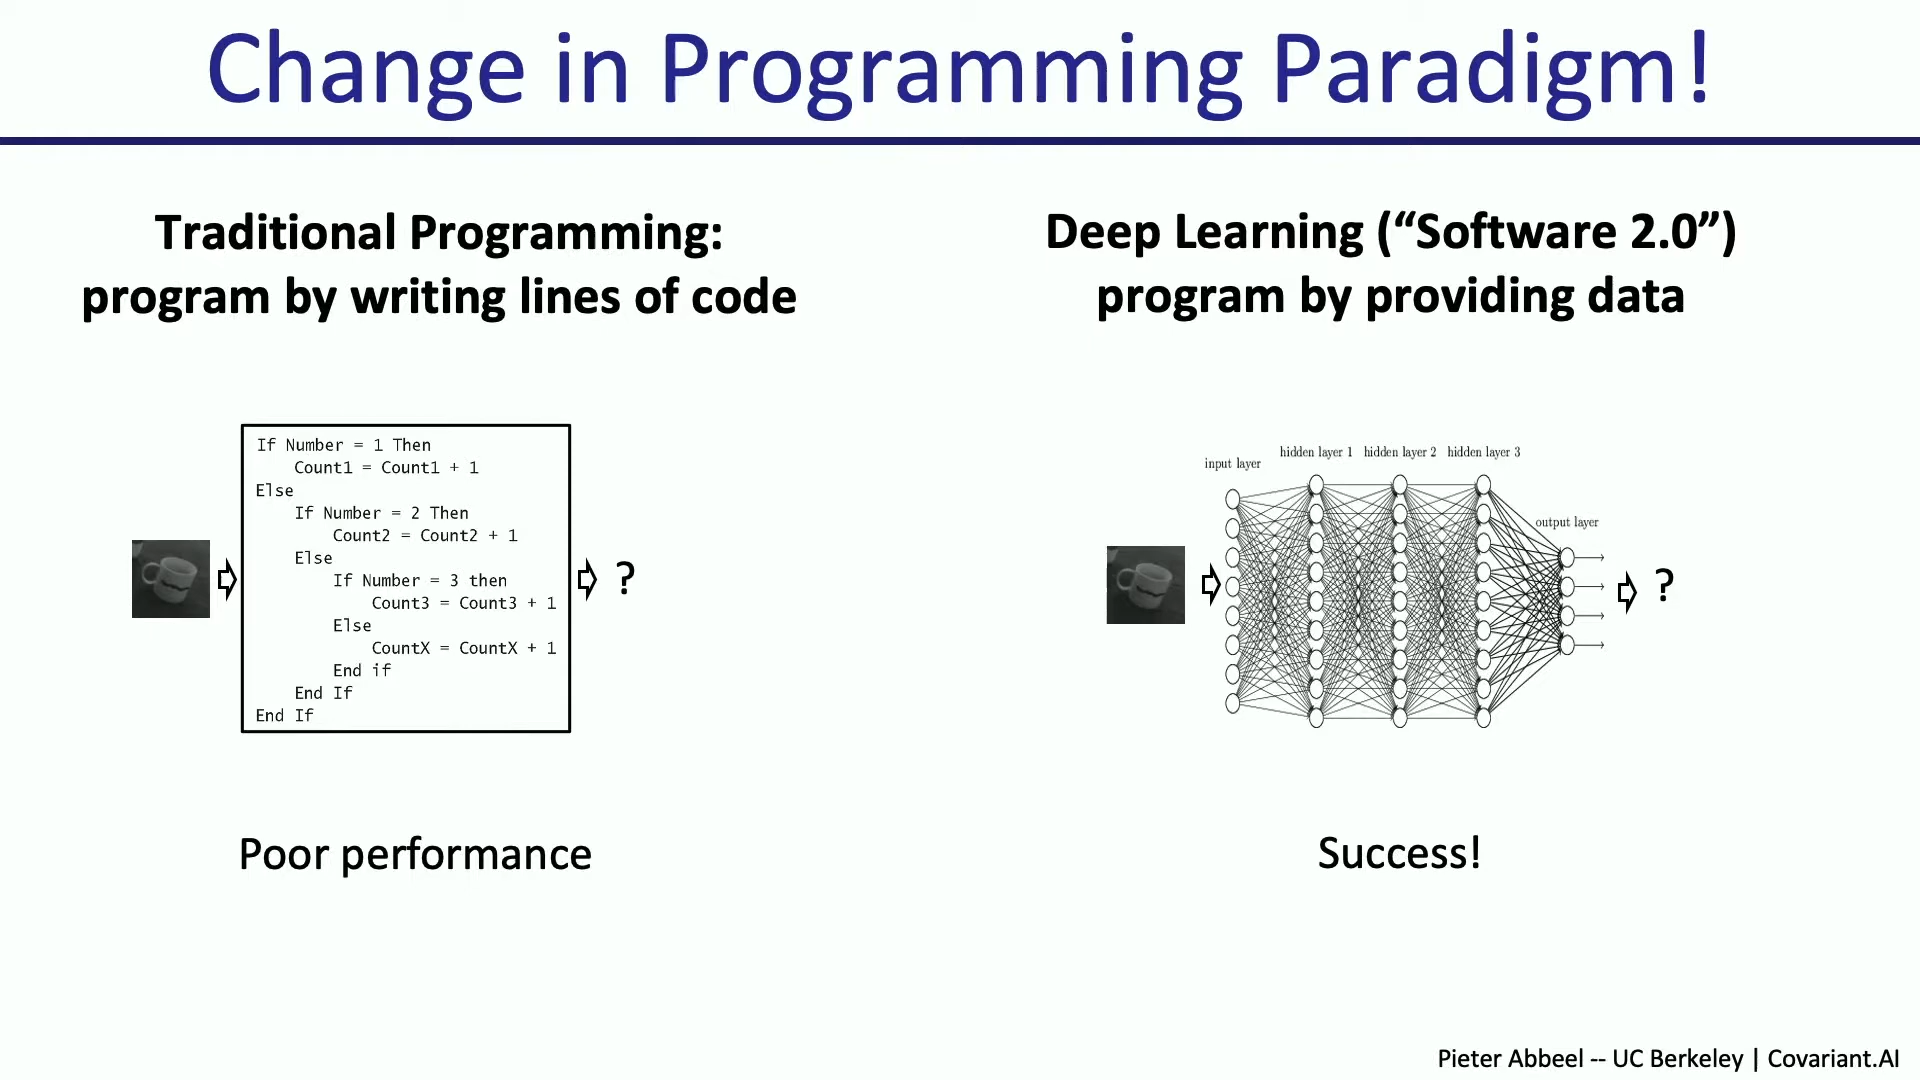 Change in Programming Paradigm!
Traditional Programming:
program by writing lines of code
If Number = 1 Then
Count1 = Count1 + 1
Else
If Number = 2 Then
Count2 = Count2 + 1
Else
If Number = 3 then
Count3 = Count3 + 1
Else
CountX = CountX + 1
End if
End If
End If
?
Poor performance
Deep Learning (“Software 2.0”)
program by providing data
input layer
hidden layer 1
hidden layer 2
hidden layer 3
output layer
?
Success!
Pieter Abbeel -- UC Berkeley | Covariant.AI